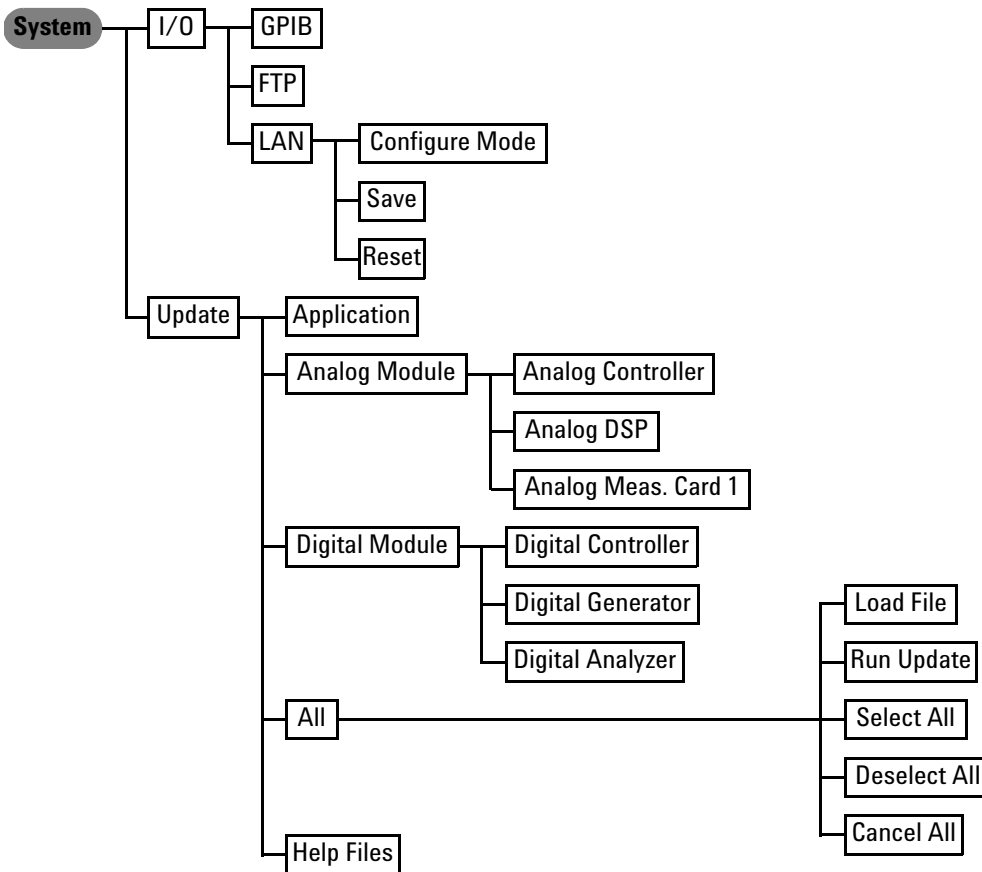 System
I/O
GPIB
FTP
LAN
Configure Mode
Save
Reset
Update
Application
Analog Module
Analog Controller
Analog DSP
Analog Meas. Card 1
Digital Module
Digital Controller
Digital Generator
Digital Analyzer
All
Load File
Run Update
Select All
Deselect All
Cancel All
Help Files